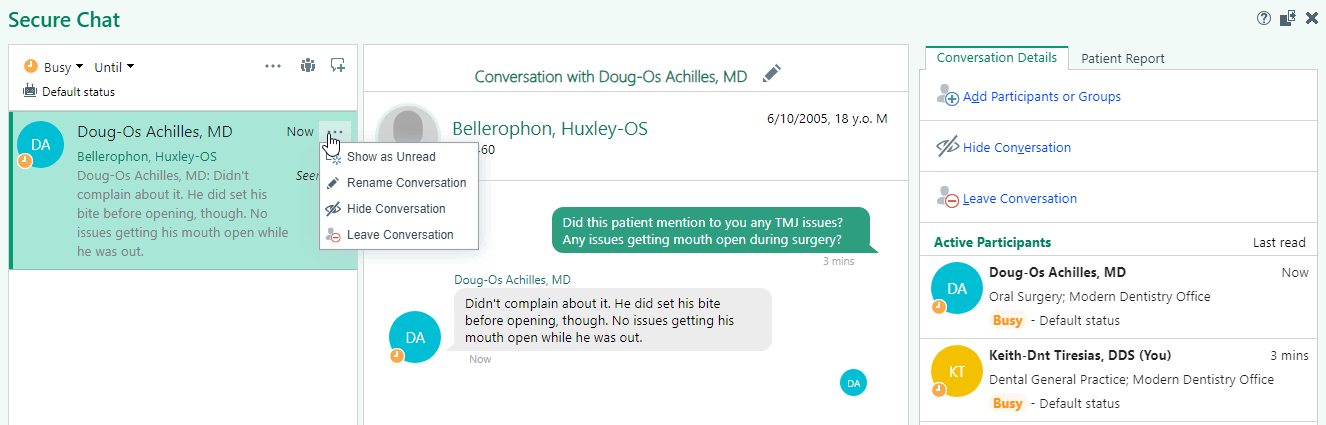 Secure Chat
Busy Until
Default status
DA
Doug-Os Achilles, MD Now
Bellerophon, Huxley-OS
Doug-Os Achilles, MD: Didn't
complain about it. He did set his
bite before opening, though. No
issues getting his mouth open while
he was out.
Show as Unread
Rename Conversation
Hide Conversation
Leave Conversation
Conversation with Doug-Os Achilles, MD
Bellerophon, Huxley-OS
6/10/2005, 18 y.o. M
Did this patient mention to you any TMJ issues?
Any issues getting mouth open during surgery?
3 mins
Doug-Os Achilles, MD
DA
Didn't complain about it. He did set his bite
before opening, though. No issues getting his
mouth open while he was out.
Now
DA
Conversation Details Patient Report
Add Participants or Groups
Hide Conversation
Leave Conversation
Active Participants Last read
DA
Doug-Os Achilles, MD Now
Oral Surgery; Modern Dentistry Office
Busy - Default status
KT
Keith-Dnt Tiresias, DDS (You) 3 mins
Dental General Practice; Modern Dentistry Office
Busy - Default status